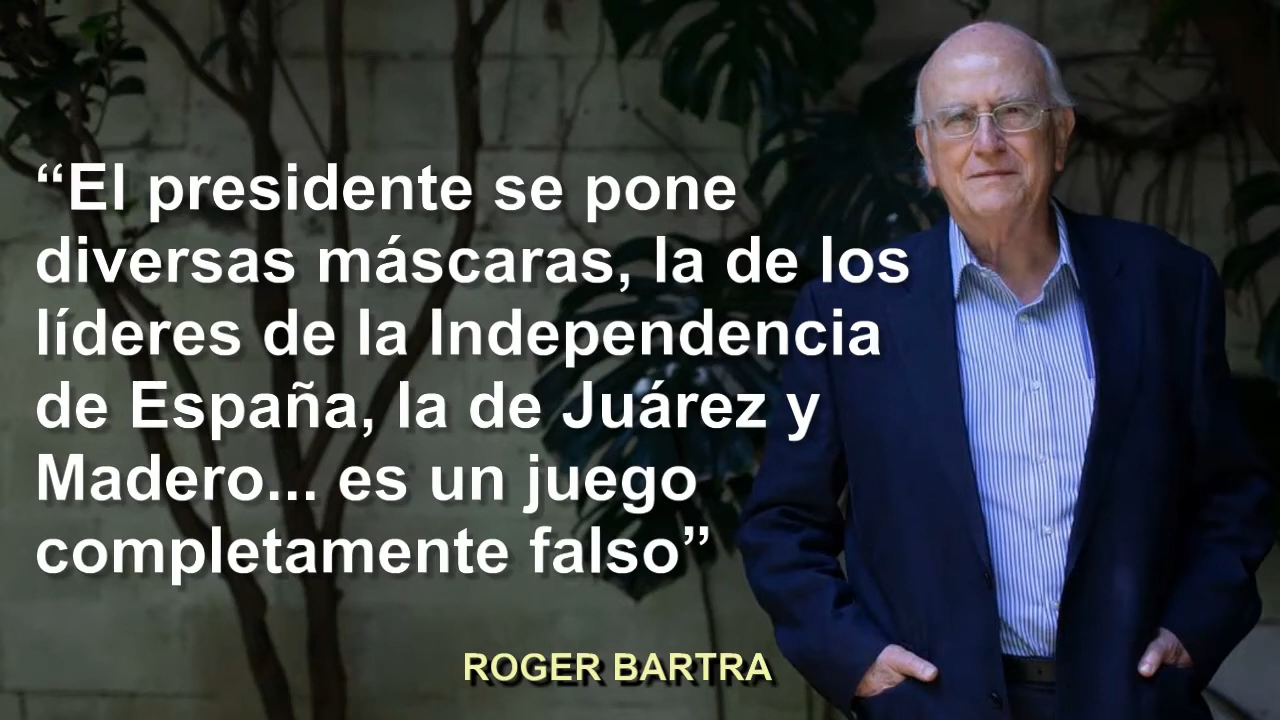 “El presidente se pone
diversas máscaras, la de los
líderes de la Independencia
de España, la de Juárez y
Madero... es un juego
completamente falso”
ROGER BARTRA